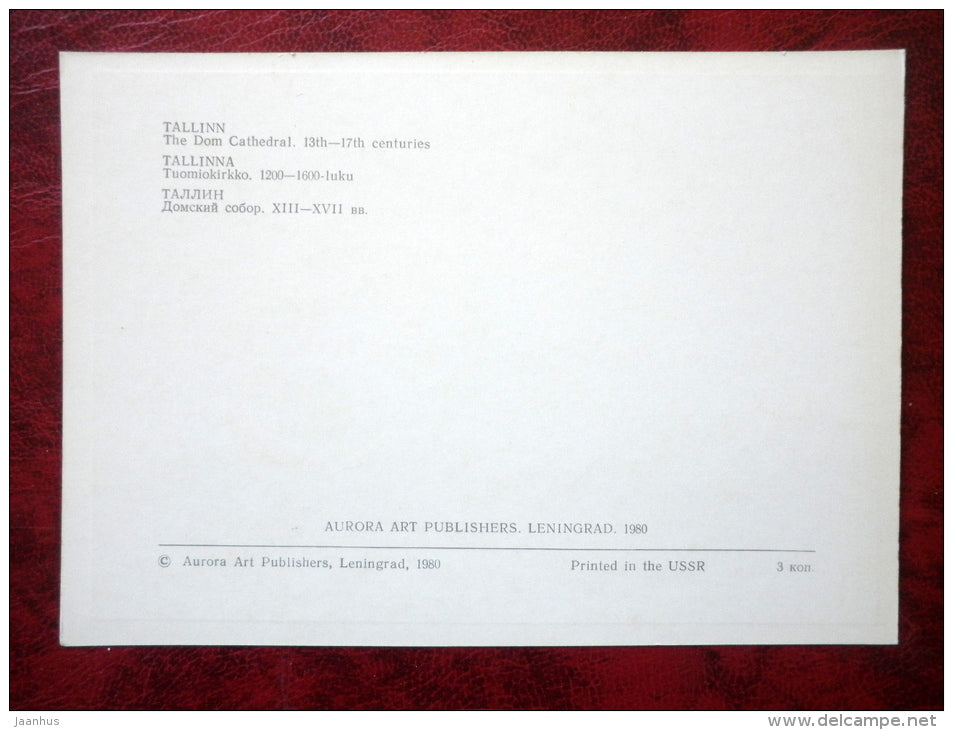 TALLINN
The Dom Cathedral. 13th—17th centuries
TALLINNA
Tuomiokirkko. 1200—1600-luku
ТАЛЛИН
Домский собор. XIII—XVII вв.
AURORA ART PUBLISHERS. LENINGRAD. 1980
© Aurora Art Publishers, Leningrad, 1980 Printed in the USSR 3 коп.
jaanhus www.delcampe.net